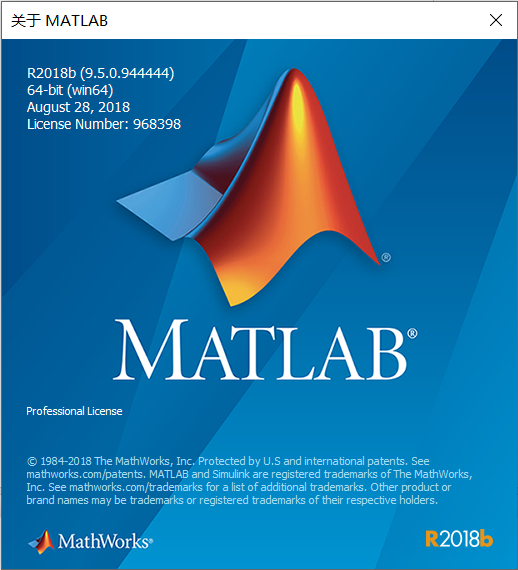 关于 MATLAB
R2018b (9.5.0.944444)
64-bit (win64)
August 28, 2018
License Number: 968398
®
MATLAB®
Professional License
© 1984-2018 The MathWorks, Inc. Protected by U.S and international patents. See
mathworks.com/patents. MATLAB and Simulink are registered trademarks of The MathWorks,
Inc. See mathworks.com/trademarks for a list of additional trademarks. Other product or
brand names may be trademarks or registered trademarks of their respective holders.
MathWorks®
R2018b